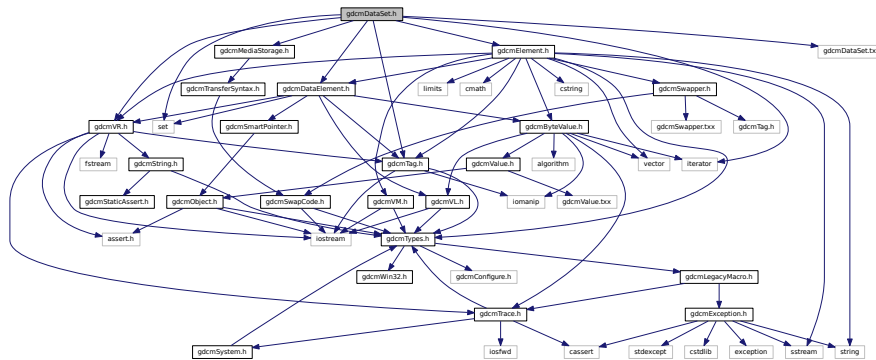 gdcmDataSet.h
gdcmMediaStorage.h
gdcmElement.h
gdcmDataSet.tx
gdcmTransferSyntax.h
gdcmDataElement.h
limits
cmath
cstring
gdcmSwapper.h
gdcmVR.h
set
gdcmSmartPointer.h
gdcmByteValue.h
gdcmSwapper.txx
gdcmTag.h
fstream
gdcmString.h
gdcmTag.h
gdcmValue.h
algorithm
vector
iterator
gdcmStaticAssert.h
gdcmObject.h
gdcmSwapCode.h
gdcmVM.h
gdcmVL.h
iomanip
gdcmValue.txx
assert.h
iostream
gdcmTypes.h
gdcmWin32.h
gdcmConfigure.h
gdcmLegacyMacro.h
gdcmTrace.h
gdcmException.h
gdcmSystem.h
iosfwd
cassert
stdexcept
cstdlib
exception
sstream
string